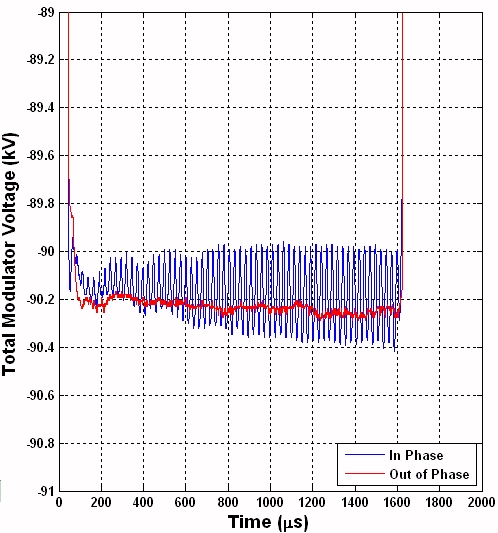 Total Modulator Voltage (kV)
-89
-89.2
-89.4
-89.6
-89.8
-90
-90.2
-90.4
-90.6
-90.8
-91
In Phase
Out of Phase
0 200 400 600 800 1000 1200 1400 1600 1800 2000
Time (μs)